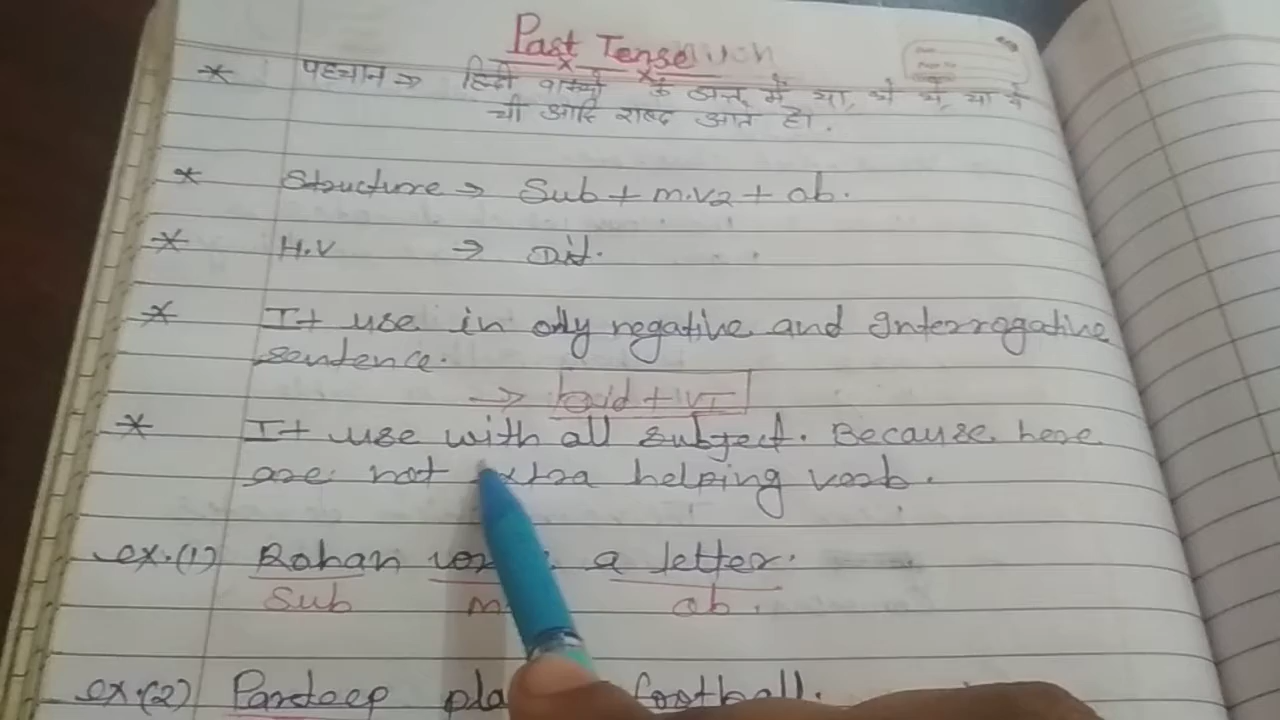 Past Tense
* पहचान → हिंदी वाक्यों के अन्त में या, ये थे, या ये
थी आदि शब्द आते है।
* Structure → Sub + m.v2 + ob.
* H.V → Did.
* It use in only negative and Interrogative
sentence.
→ Did + VI
* It use with all subject. Because here
are not extra helping verb.
ex.(1) Rohan a letter.
Sub m ob.
ex.(2) Pardeep football.